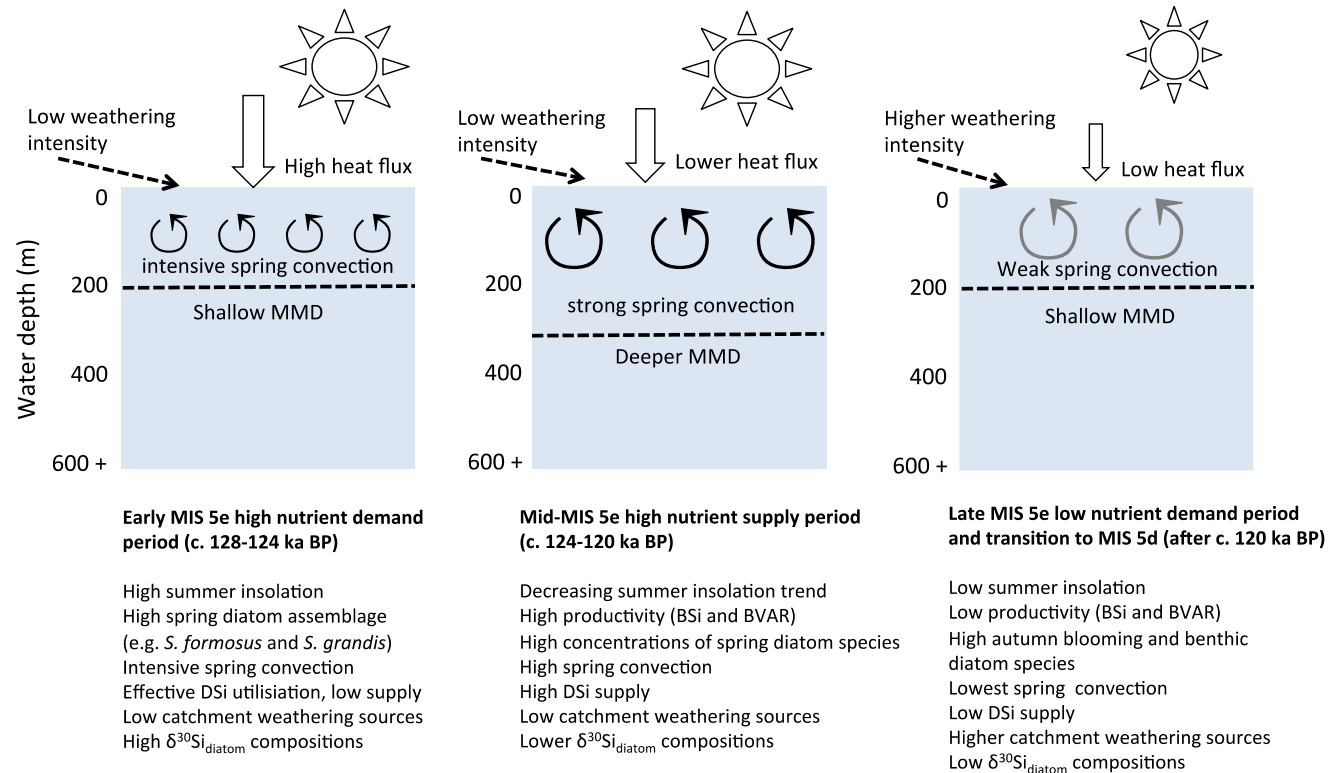 Low weathering
intensity
High heat flux
Water depth (m)
0
200
400
600 +
intensive spring convection
Shallow MMD
Early MIS 5e high nutrient demand
period (c. 128-124 ka BP)
High summer insolation
High spring diatom assemblage
(e.g. S. formosus and S. grandis)
Intensive spring convection
Effective DSi utilisiation, low supply
Low catchment weathering sources
High δ³⁰Si_diatom compositions
Low weathering
intensity
Lower heat flux
0
200
400
600 +
strong spring convection
Deeper MMD
Mid-MIS 5e high nutrient supply period
(c. 124-120 ka BP)
Decreasing summer insolation trend
High productivity (BSi and BVAR)
High concentrations of spring diatom species
High spring convection
High DSi supply
Low catchment weathering sources
Lower δ³⁰Si_diatom compositions
Higher weathering
intensity
Low heat flux
0
200
400
600 +
Weak spring convection
Shallow MMD
Late MIS 5e low nutrient demand period
and transition to MIS 5d (after c. 120 ka BP)
Low summer insolation
Low productivity (BSi and BVAR)
High autumn blooming and benthic
diatom species
Lowest spring convection
Low DSi supply
Higher catchment weathering sources
Low δ³⁰Si_diatom compositions